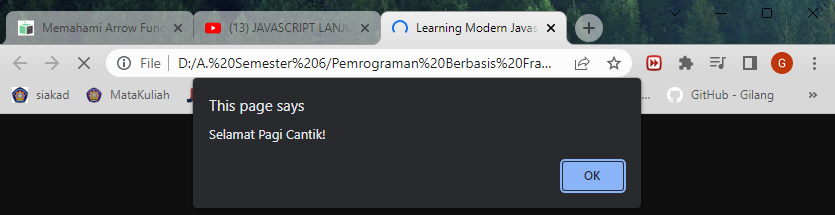 Memahami Arrow Func
(13) JAVASCRIPT LANJU
Learning Modern Javas
File
D:/A.%20Semester%206/Pemrograman%20Berbasis%20Fra...
G
siakad
MataKuliah
...
GitHub - Gilang
This page says
Selamat Pagi Cantik!
OK